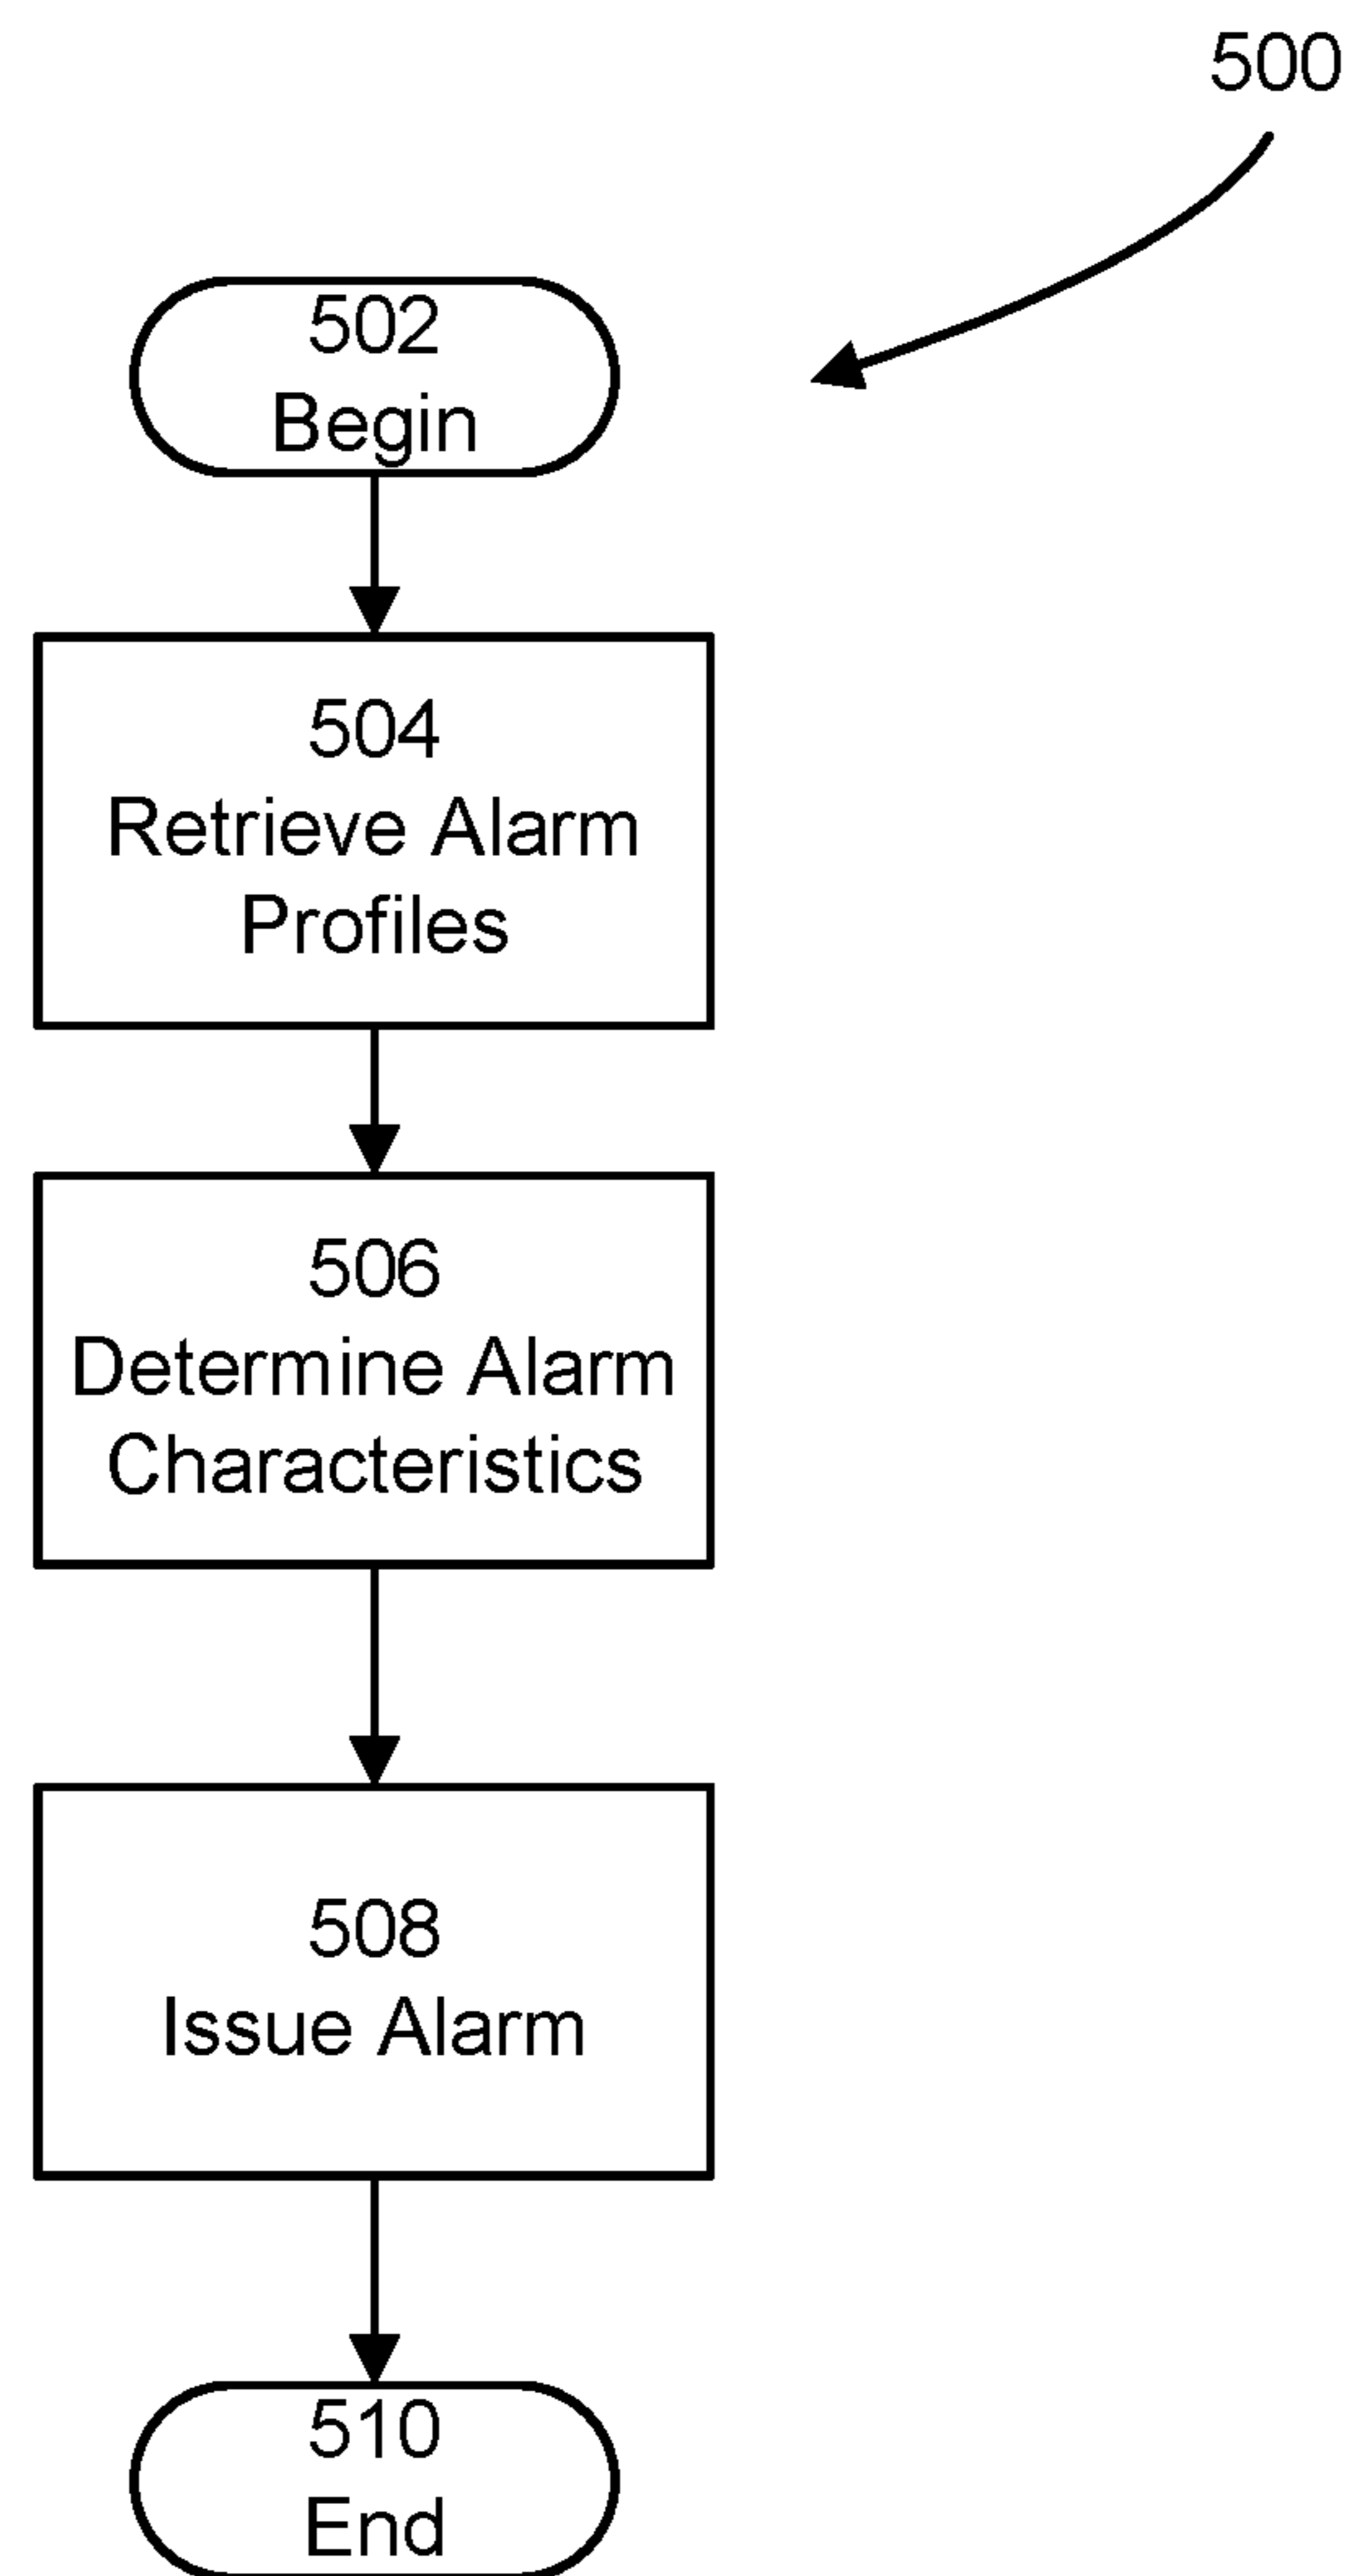 500
502
Begin
504
Retrieve Alarm
Profiles
506
Determine Alarm
Characteristics
508
Issue Alarm
510
End